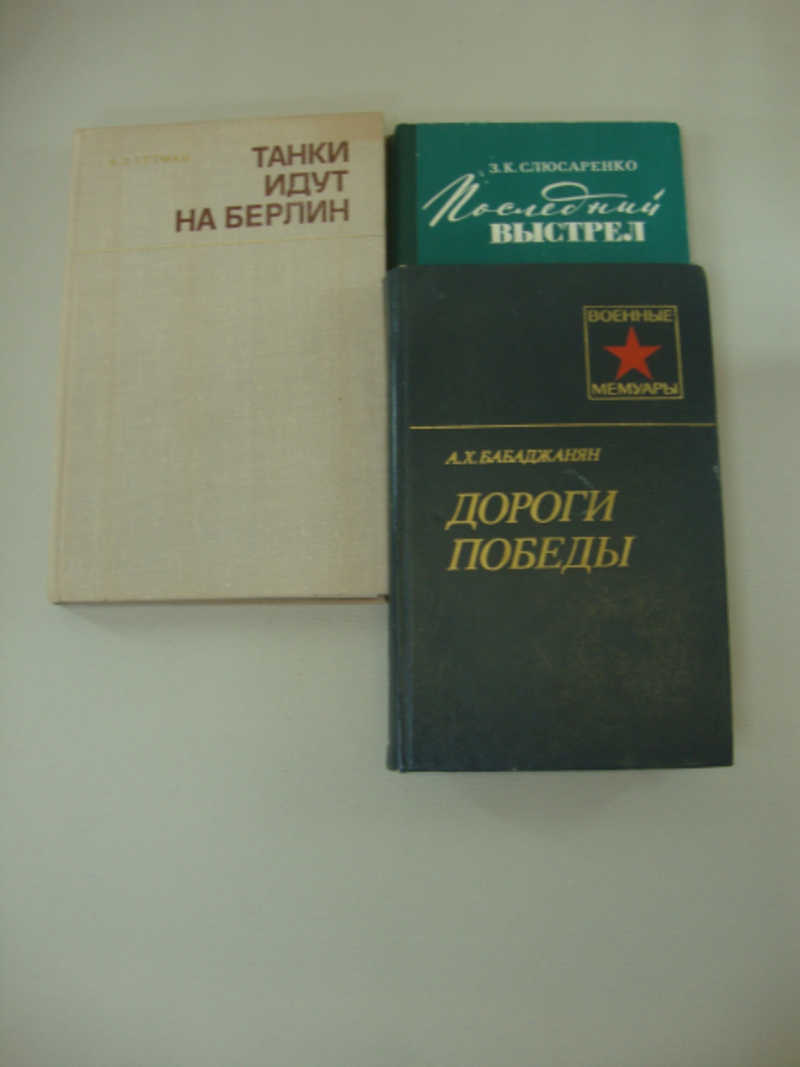 ТАНКИ
ИДУТ
НА БЕРЛИН
З.К. СЛЮСАРЕНКО
Последний
ВЫСТРЕЛ
ВОЕННЫЕ
МЕМУАРЫ
А.Х. БАБАДЖАНЯН
ДОРОГИ
ПОБЕДЫ